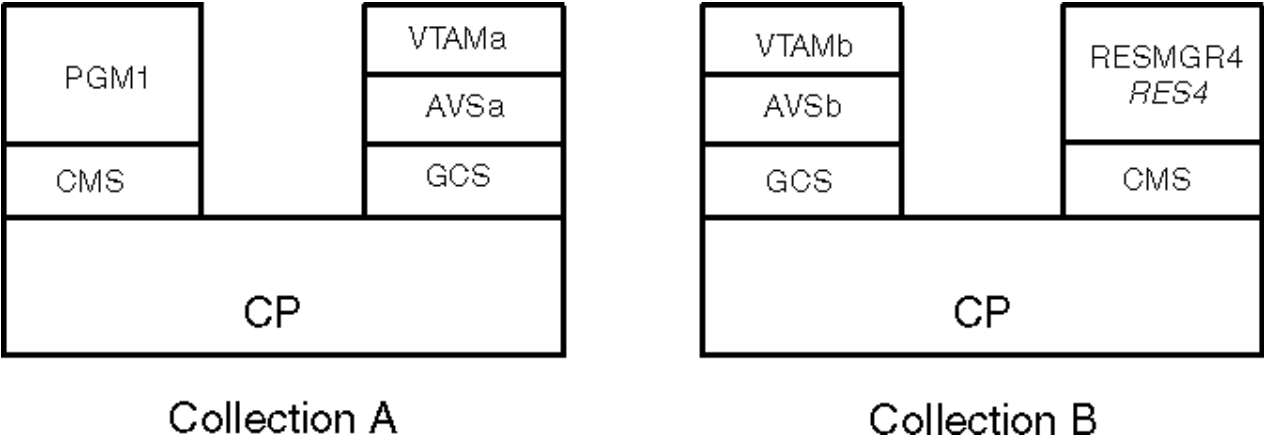 PGM1
CMS
VTAMa
AVSa
GCS
CP
Collection A
VTAMb
AVSb
GCS
RESMGR4
RES4
CMS
CP
Collection B